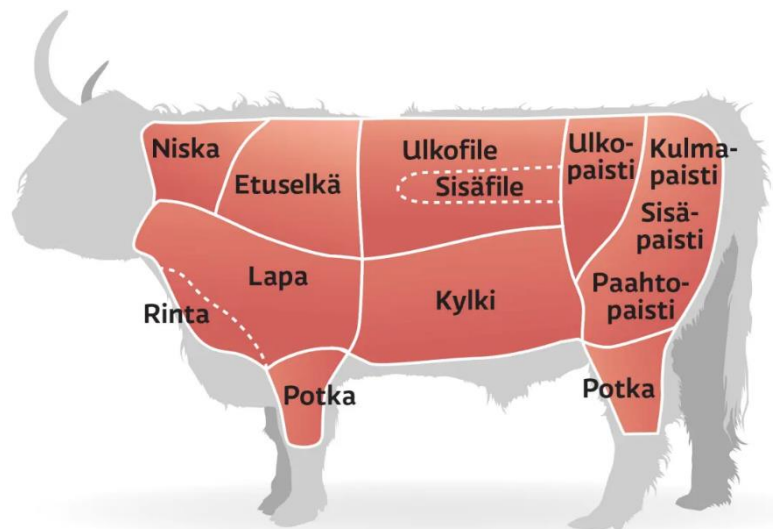 Niska
Etuselkä
Ulkofile
Sisäfile
Ulko-
paisti
Kulma-
paisti
Sisä-
paisti
Paahto-
paisti
Lapa
Rinta
Kylki
Potka
Potka